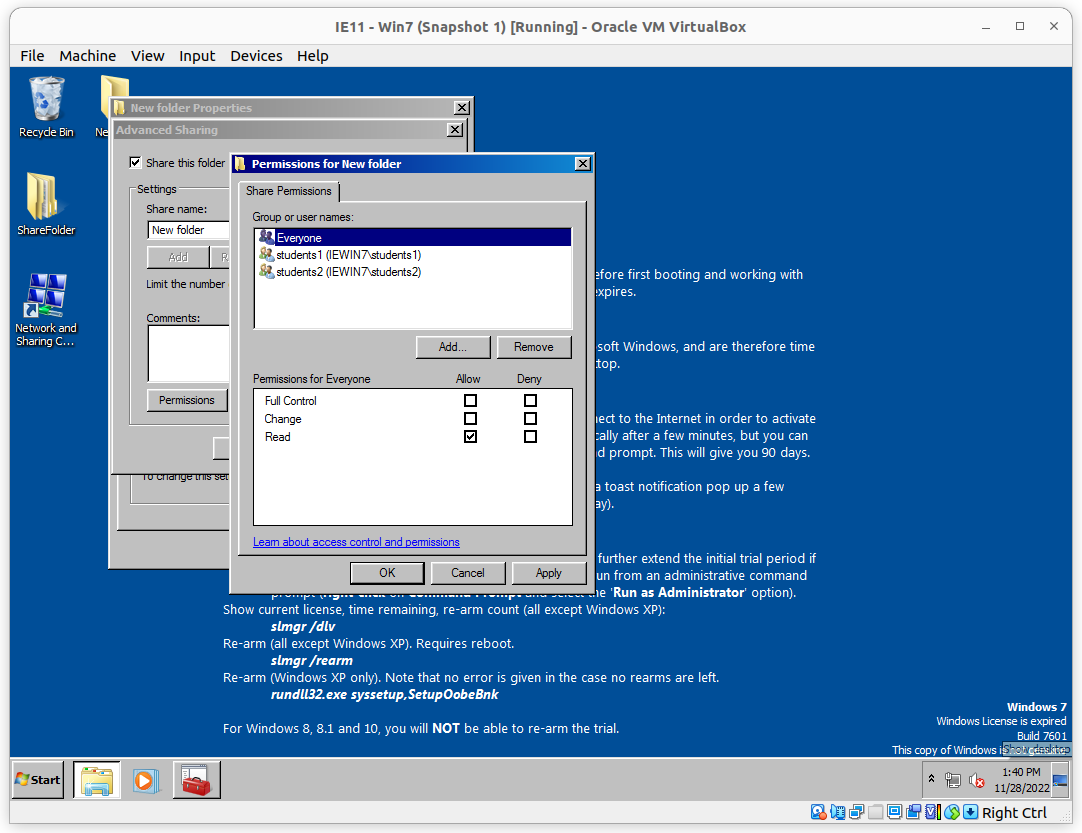 IE11 - Win7 (Snapshot 1) [Running] - Oracle VM VirtualBox
File Machine View Input Devices Help
Recycle Bin
Ne
ShareFolder
Network and
Sharing C...
New folder Properties
Advanced Sharing
Share this folder
Settings
Share name:
New folder
Add
R
Limit the number
Comments:
Permissions
To change this set
Permissions for New folder
Share Permissions
Group or user names:
Everyone
students1 (IEWIN7\students1)
students2 (IEWIN7\students2)
Add... Remove
Permissions for Everyone Allow Deny
Full Control
Change
Read
Learn about access control and permissions
OK Cancel Apply
efore first booting and working with
expires.
soft Windows, and are therefore time
top.
nect to the Internet in order to activate
cally after a few minutes, but you can
d prompt. This will give you 90 days.
a toast notification pop up a few
ay).
further extend the initial trial period if
un from an administrative command
prompt (right-click on Command Prompt and select the 'Run as Administrator' option).
Show current license, time remaining, re-arm count (all except Windows XP):
slmgr /dlv
Re-arm (all except Windows XP). Requires reboot.
slmgr /rearm
Re-arm (Windows XP only). Note that no error is given in the case no rearms are left.
rundll32.exe syssetup,SetupOobeBnk
For Windows 8, 8.1 and 10, you will NOT be able to re-arm the trial.
Windows 7
Windows License is expired
Build 7601
This copy of Windows is not genuine
Show desktop
Start
1:40 PM
11/28/2022
Right Ctrl